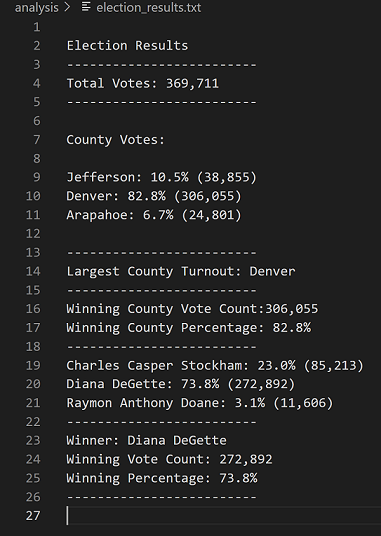 analysis > election_results.txt
1
2 Election Results
3 -------------------------
4 Total Votes: 369,711
5 -------------------------
6
7 County Votes:
8
9 Jefferson: 10.5% (38,855)
10 Denver: 82.8% (306,055)
11 Arapahoe: 6.7% (24,801)
12
13 -------------------------
14 Largest County Turnout: Denver
15 -------------------------
16 Winning County Vote Count:306,055
17 Winning County Percentage: 82.8%
18 -------------------------
19 Charles Casper Stockham: 23.0% (85,213)
20 Diana DeGette: 73.8% (272,892)
21 Raymon Anthony Doane: 3.1% (11,606)
22 -------------------------
23 Winner: Diana DeGette
24 Winning Vote Count: 272,892
25 Winning Percentage: 73.8%
26 -------------------------
27